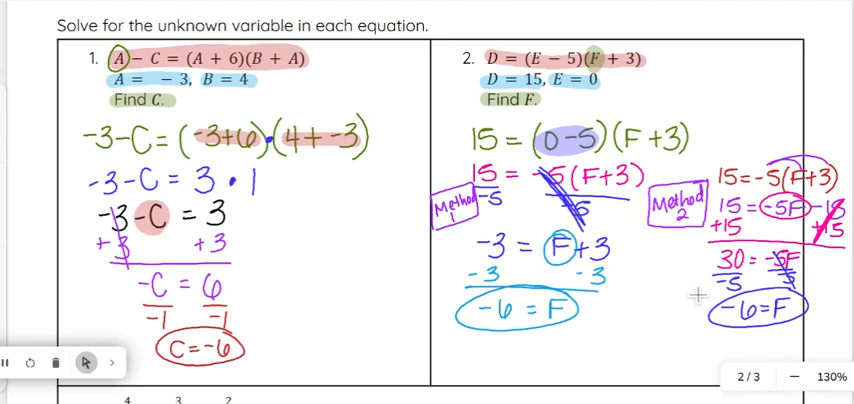 Solve for the unknown variable in each equation.
1. A − C = (A + 6)(B + A)
A = − 3, B = 4
Find C.
-3-C = (-3+6)·(4+-3)
-3-C = 3 · 1
-3-C = 3
+3 +3
-C = 6
-1 -1
C=-6
2. D = (E − 5)(F + 3)
D = 15, E = 0
Find F.
15 = (0-5)(F+3)
15 = -5(F+3)
-5 -5
Method 1
-3 = F+3
-3 -3
-6 = F
Method 2
15=-5(F+3)
15=-5F-15
+15 +15
30=-5F
-5 -5
-6=F
2/3 − 130%
4 3 2